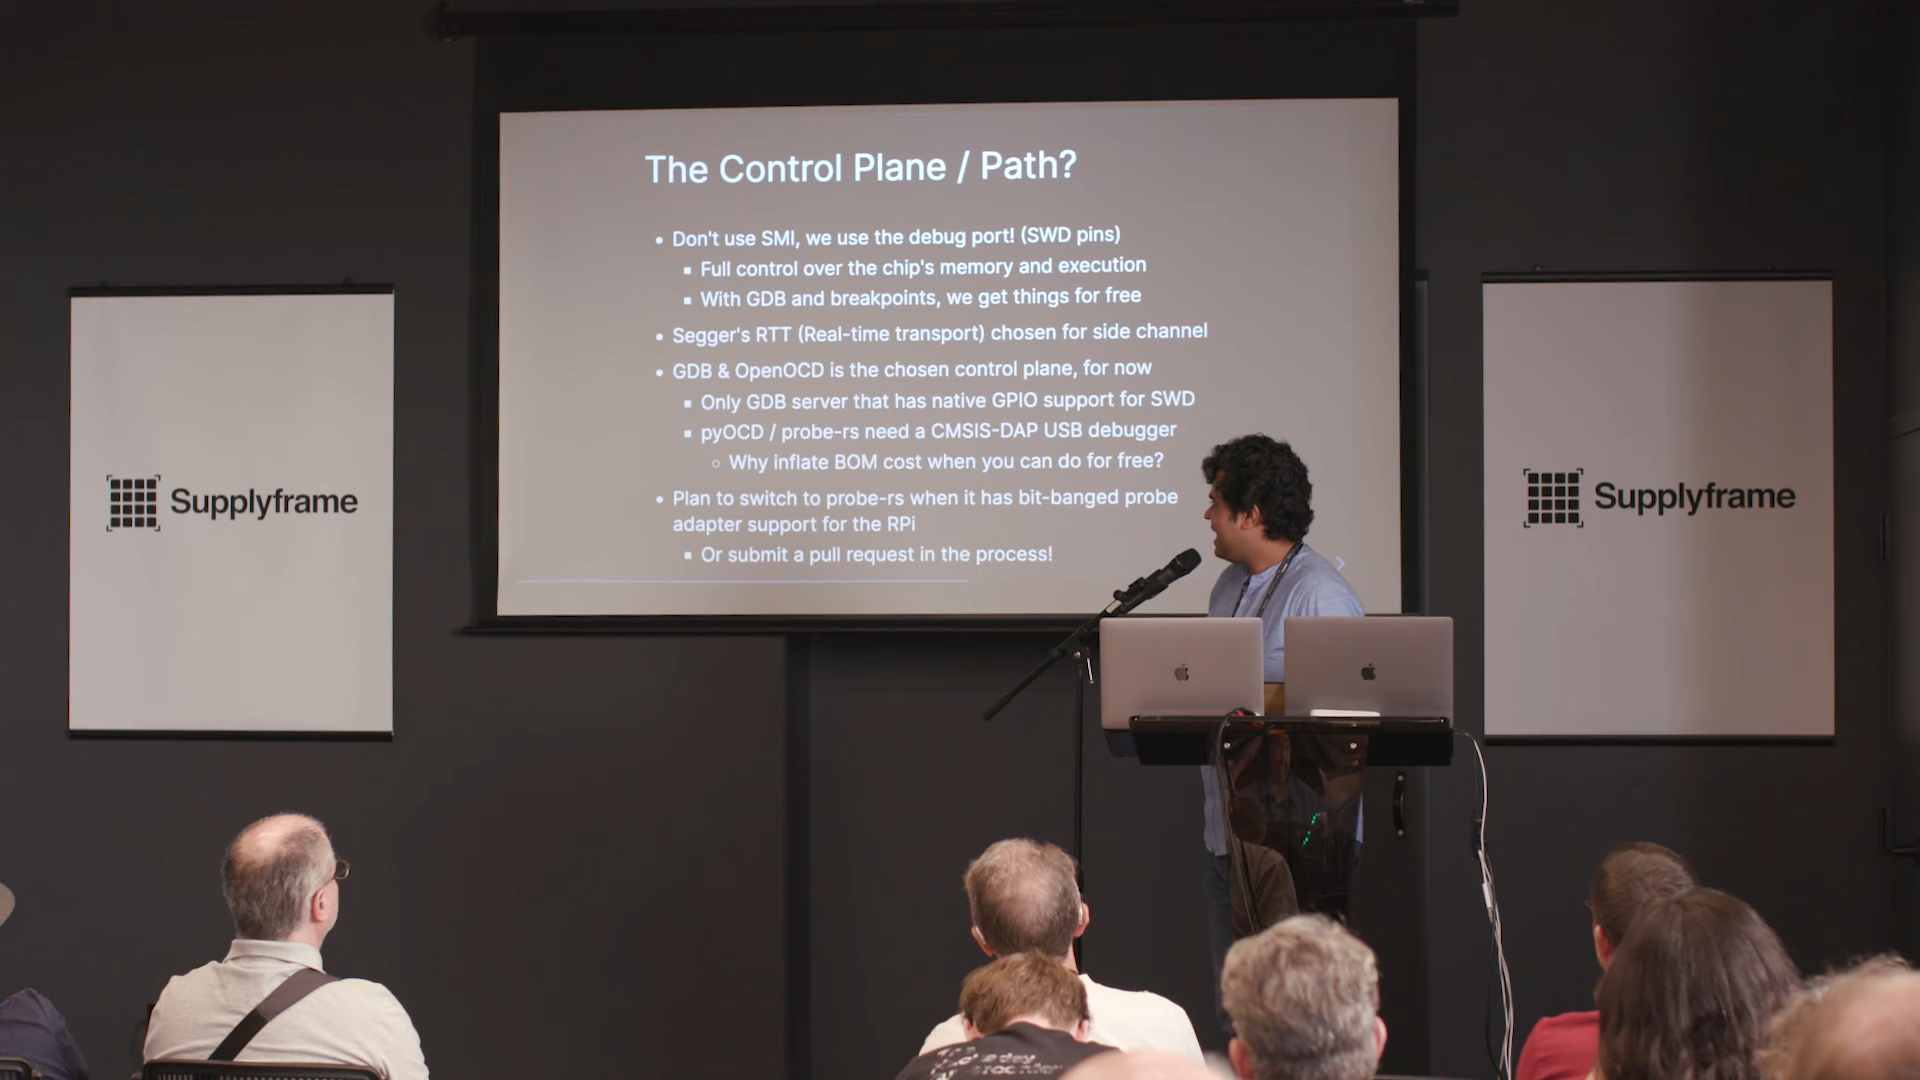 The Control Plane / Path?
Don't use SMI, we use the debug port! (SWD pins)
Full control over the chip's memory and execution
With GDB and breakpoints, we get things for free
Segger's RTT (Real-time transport) chosen for side channel
GDB & OpenOCD is the chosen control plane, for now
Only GDB server that has native GPIO support for SWD
pyOCD / probe-rs need a CMSIS-DAP USB debugger
Why inflate BOM cost when you can do for free?
Plan to switch to probe-rs when it has bit-banged probe
adapter support for the RPi
Or submit a pull request in the process!
Supplyframe
Supplyframe